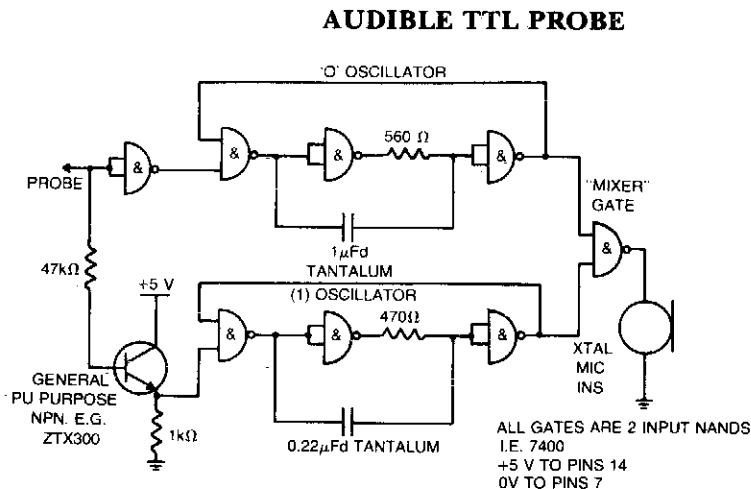 AUDIBLE TTL PROBE
'O' OSCILLATOR
&
&
&
560 Ω
&
PROBE
"MIXER"
GATE
&
1µFd
TANTALUM
47kΩ
+5 V
(1) OSCILLATOR
&
&
470Ω
&
XTAL
MIC
INS
GENERAL
PU PURPOSE
NPN. E.G.
ZTX300
1kΩ
0.22µFd TANTALUM
ALL GATES ARE 2 INPUT NANDS
I.E. 7400
+5 V TO PINS 14
0V TO PINS 7